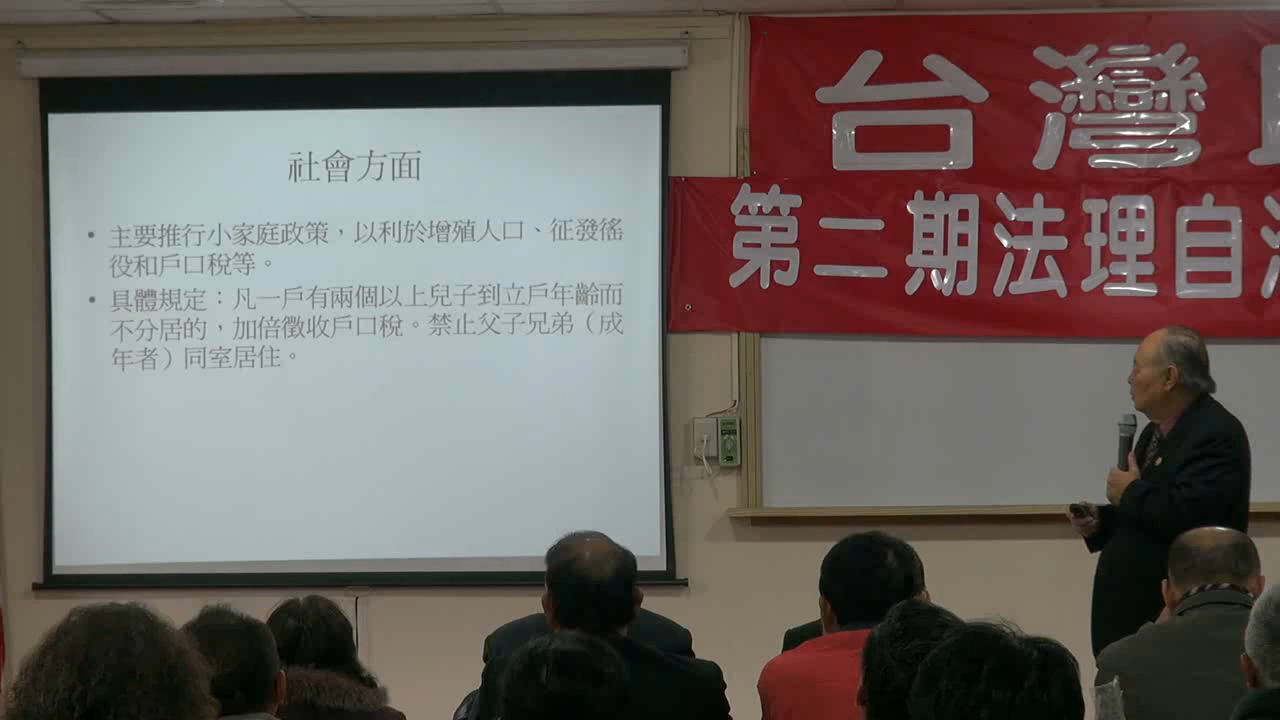 社會方面
• 主要推行小家庭政策，以利於增殖人口、征發徭
役和戶口稅等。
• 具體規定：凡一戶有兩個以上兒子到立戶年齡而
不分居的，加倍徵收戶口稅。禁止父子兄弟（成
年者）同室居住。
台灣
第二期法理自